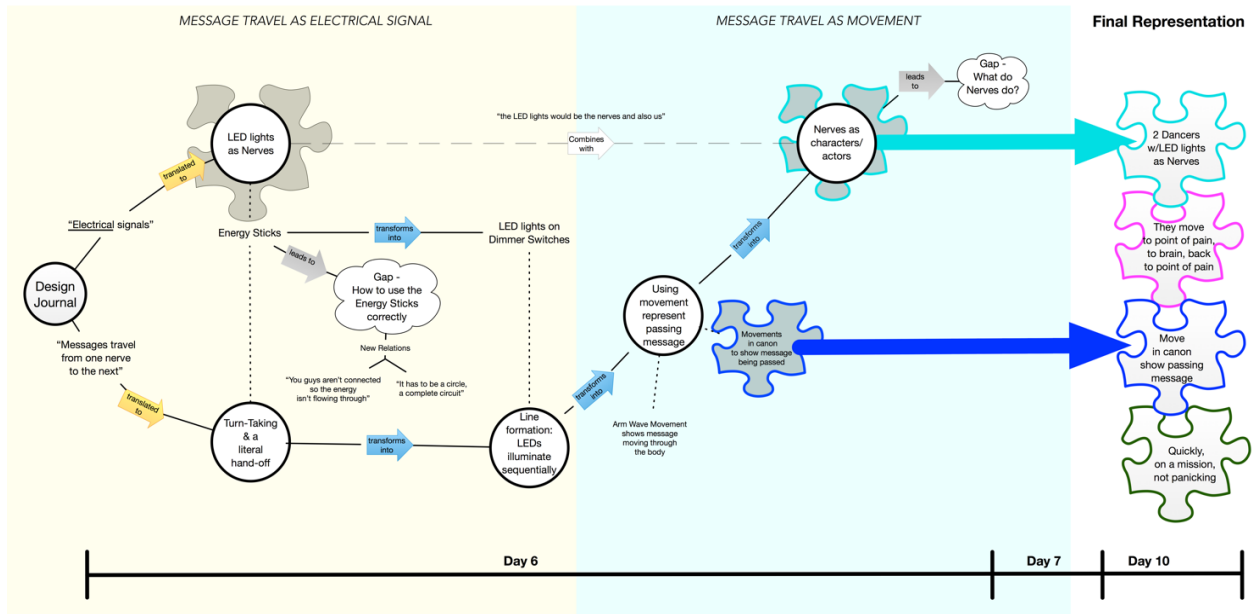 MESSAGE TRAVEL AS ELECTRICAL SIGNAL
MESSAGE TRAVEL AS MOVEMENT
Final Representation
Design
Journal
"Electrical signals"
translated
to
LED lights
as Nerves
"Messages travel
from one nerve
to the next"
translated
to
Energy Sticks
transforms
into
LED lights on
Dimmer Switches
leads to
Gap -
How to use the
Energy Sticks
correctly
New Relations
"You guys aren't connected
so the energy
isn't flowing through"
"It has to be a circle,
a complete circuit"
Turn-Taking
& a
literal
hand-off
transforms
into
Line
formation:
LEDs
illuminate
sequentially
"the LED lights would be the nerves and also us"
Combines
with
transforms
into
Using
movement
represent
passing
message
Arm Wave Movement
shows message
moving through
the body
Movements
in canon
to show message
being passed
transforms
into
Nerves as
characters/
actors
leads
to
Gap -
What do
Nerves do?
2 Dancers
w/LED lights
as Nerves
They move
to point of pain,
to brain, back
to point of pain
Move
in canon
show passing
message
Quickly,
on a mission,
not panicking
Day 6
Day 7
Day 10